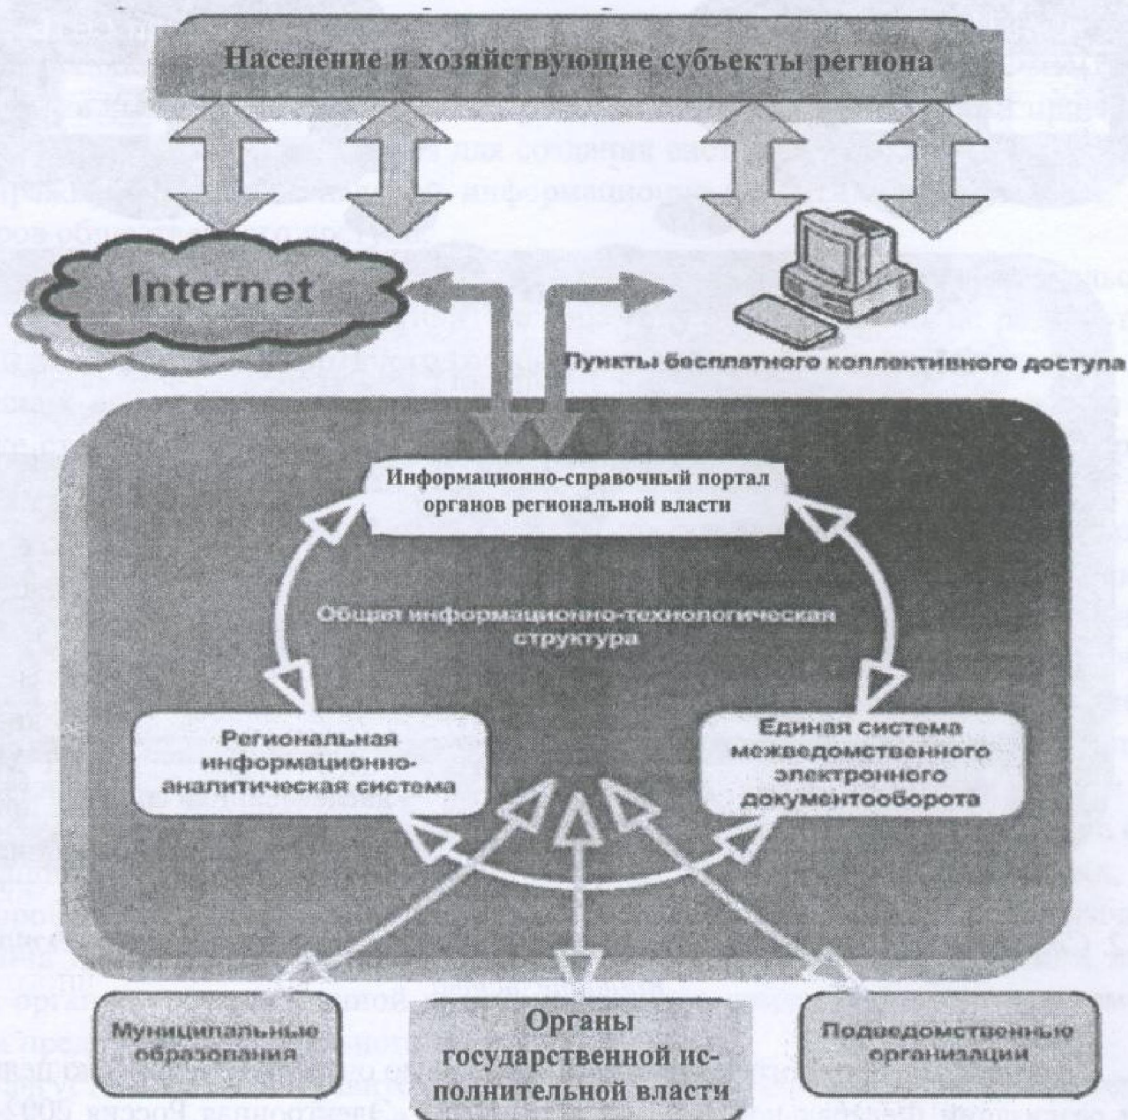 Население и хозяйствующие субъекты региона
Internet
Пункты бесплатного коллективного доступа
Информационно-справочный портал
органов региональной власти
Общая информационно-технологическая
структура
Региональная
информационно-
аналитическая система
Единая система
межведомственного
электронного
документооборота
Муниципальные
образования
Органы
государственной ис-
полнительной власти
Подведомственные
организации